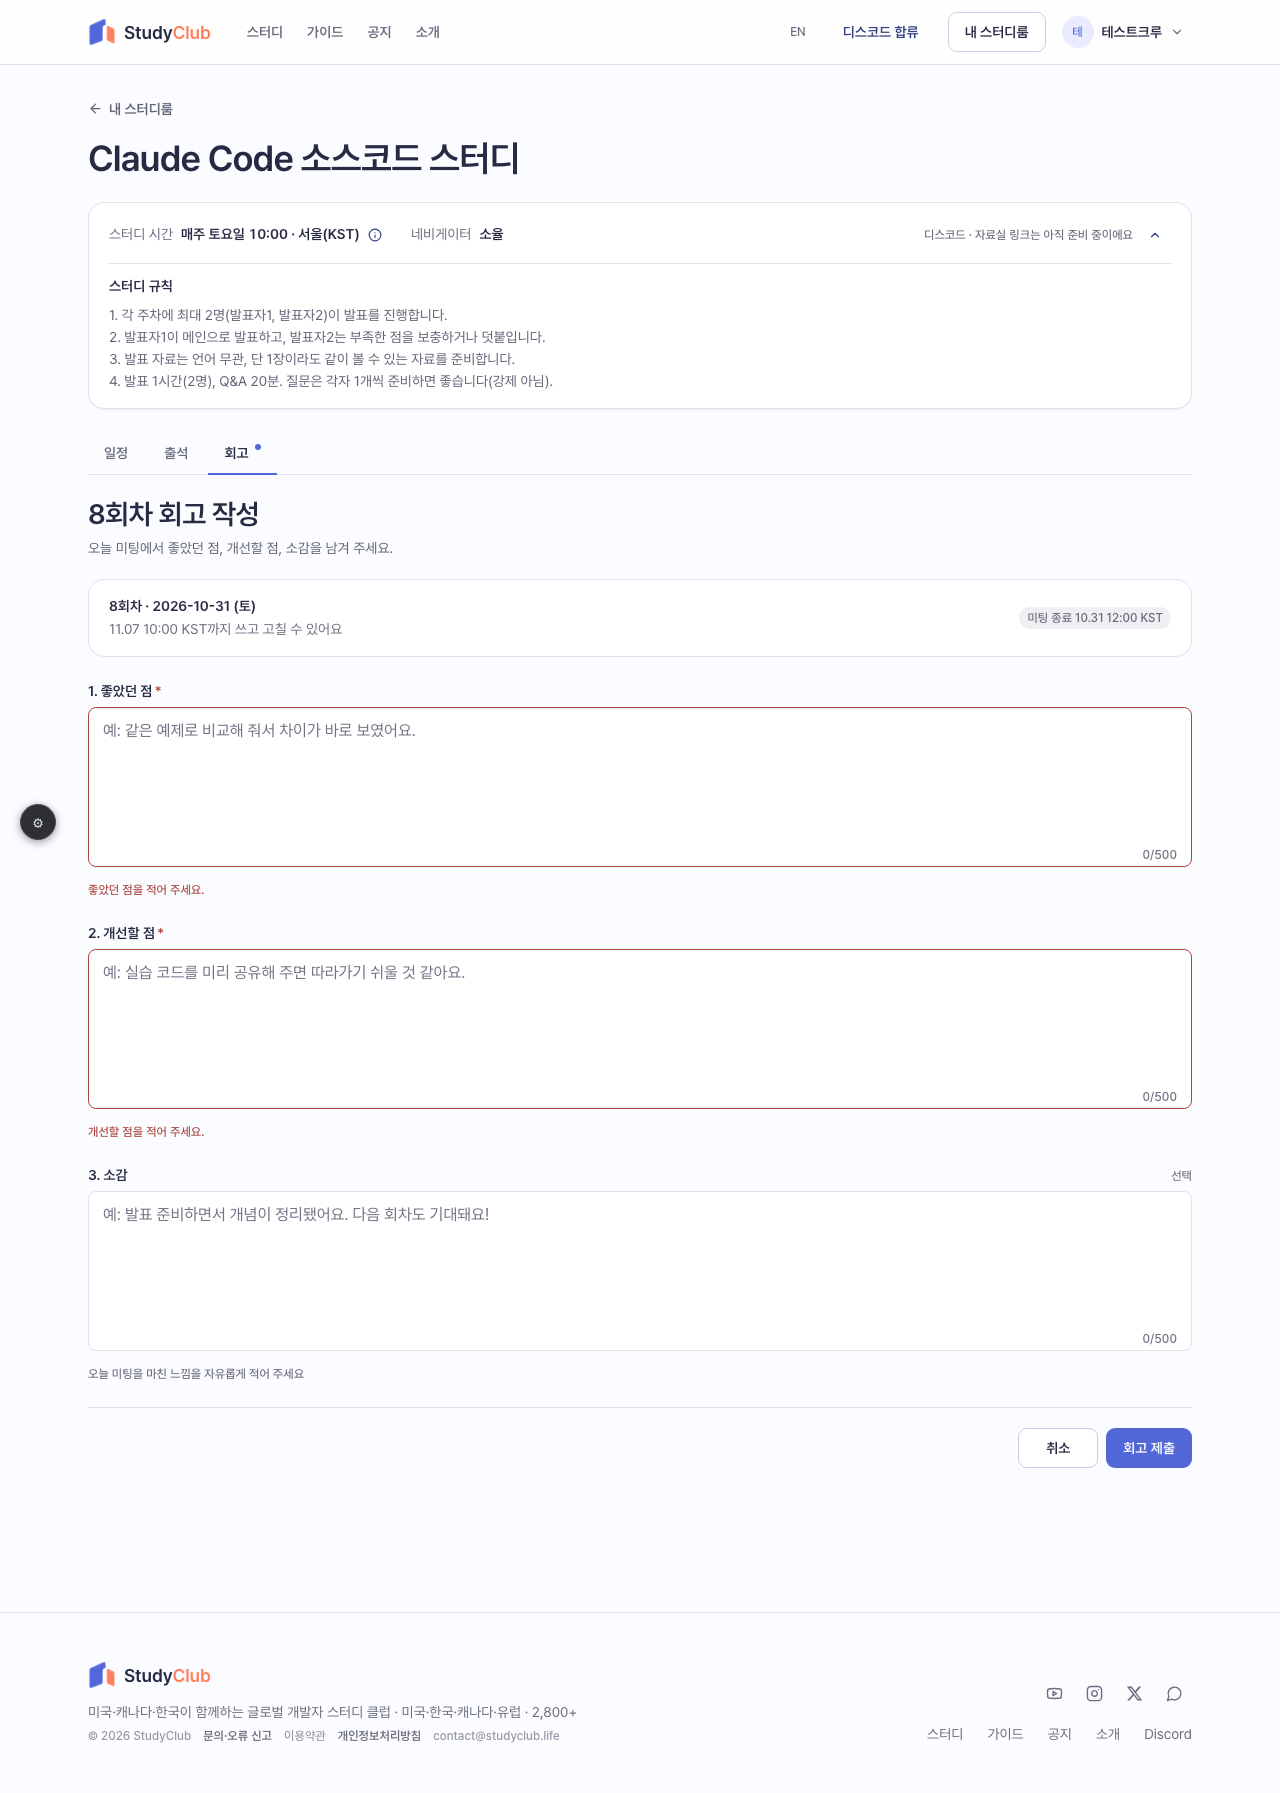 StudyClub 스터디 가이드 공지 소개 EN 디스코드 합류 내 스터디룸 테 테스트크루
내 스터디룸
Claude Code 소스코드 스터디
스터디 시간 매주 토요일 10:00 · 서울(KST) 네비게이터 소율 디스코드 · 자료실 링크는 아직 준비 중이에요
스터디 규칙
1. 각 주차에 최대 2명(발표자1, 발표자2)이 발표를 진행합니다.
2. 발표자1이 메인으로 발표하고, 발표자2는 부족한 점을 보충하거나 덧붙입니다.
3. 발표 자료는 언어 무관, 단 1장이라도 같이 볼 수 있는 자료를 준비합니다.
4. 발표 1시간(2명), Q&A 20분. 질문은 각자 1개씩 준비하면 좋습니다(강제 아님).
일정 출석 회고
8회차 회고 작성
오늘 미팅에서 좋았던 점, 개선할 점, 소감을 남겨 주세요.
8회차 · 2026-10-31 (토)
11.07 10:00 KST까지 쓰고 고칠 수 있어요
미팅 종료 10.31 12:00 KST
1. 좋았던 점 *
예: 같은 예제로 비교해 줘서 차이가 바로 보였어요.
0/500
좋았던 점을 적어 주세요.
2. 개선할 점 *
예: 실습 코드를 미리 공유해 주면 따라가기 쉬울 것 같아요.
0/500
개선할 점을 적어 주세요.
3. 소감 선택
예: 발표 준비하면서 개념이 정리됐어요. 다음 회차도 기대돼요!
0/500
오늘 미팅을 마친 느낌을 자유롭게 적어 주세요
취소 회고 제출
StudyClub
미국·캐나다·한국이 함께하는 글로벌 개발자 스터디 클럽 · 미국·한국·캐나다·유럽 · 2,800+
© 2026 StudyClub 문의·오류 신고 이용약관 개인정보처리방침 contact@studyclub.life
스터디 가이드 공지 소개 Discord